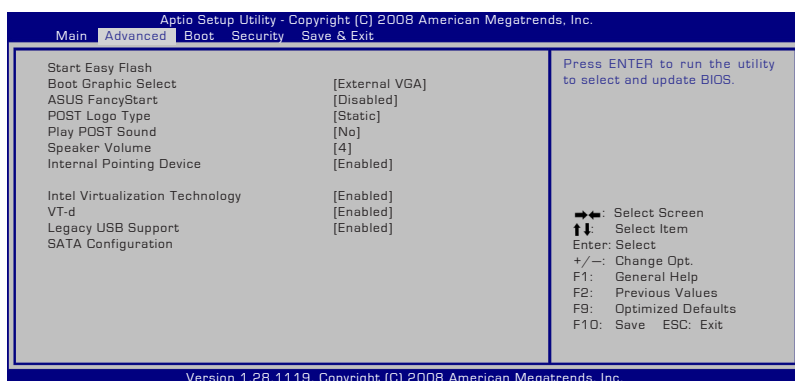 Aptio Setup Utility - Copyright (C) 2008 American Megatrends, Inc.
Main Advanced Boot Security Save & Exit
Start Easy Flash
Boot Graphic Select [External VGA]
ASUS FancyStart [Disabled]
POST Logo Type [Static]
Play POST Sound [No]
Speaker Volume [4]
Internal Pointing Device [Enabled]
Intel Virtualization Technology [Enabled]
VT-d [Enabled]
Legacy USB Support [Enabled]
SATA Configuration
Press ENTER to run the utility
to select and update BIOS.
→←: Select Screen
↑↓: Select Item
Enter: Select
+/—: Change Opt.
F1: General Help
F2: Previous Values
F9: Optimized Defaults
F10: Save ESC: Exit
Version 1.28.1119. Copyright (C) 2008 American Megatrends, Inc.